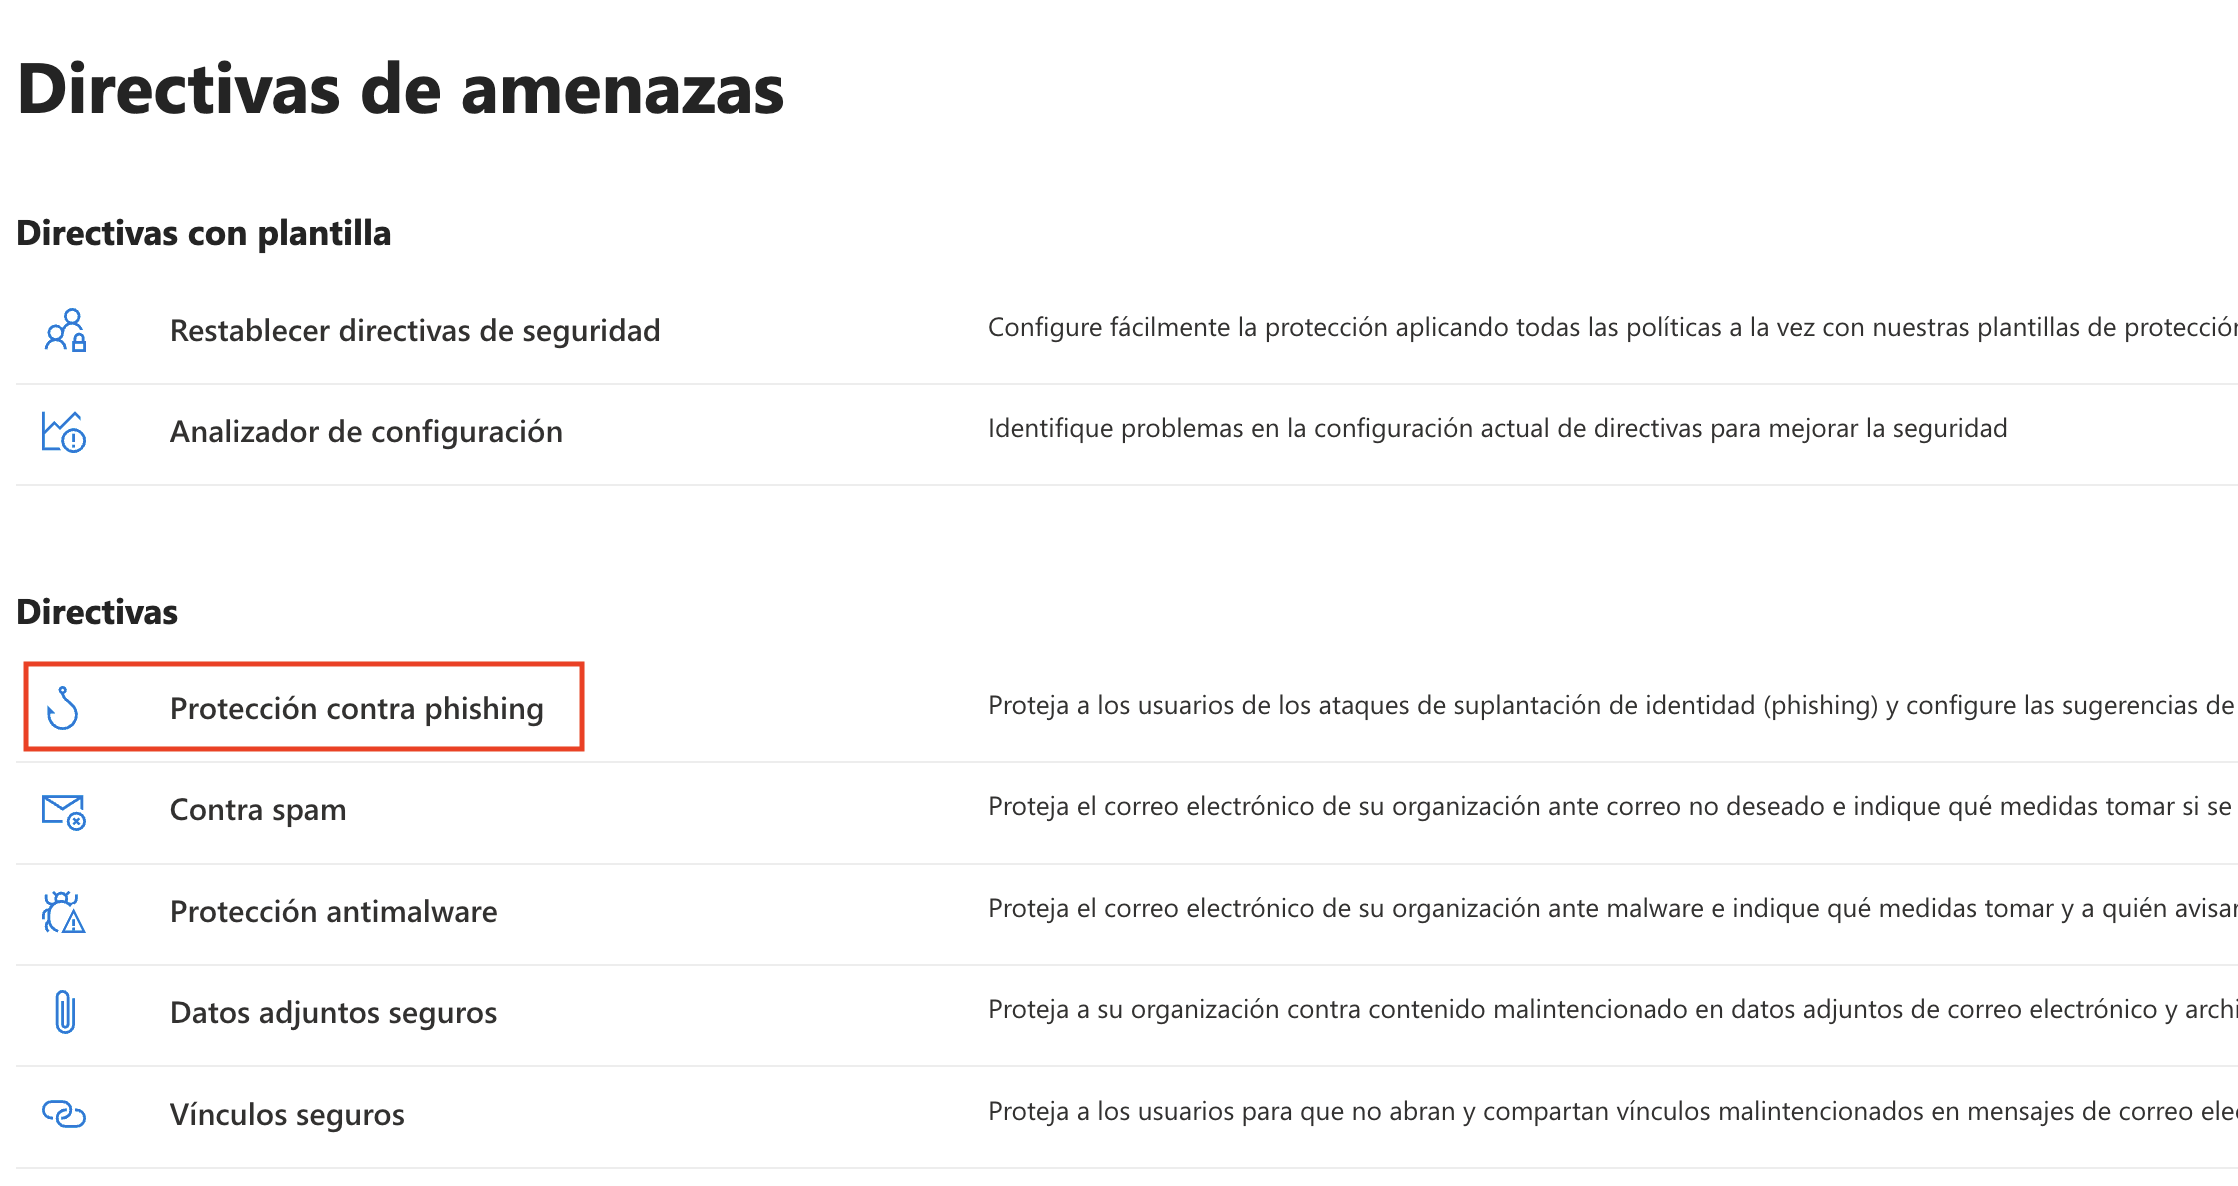 Directivas de amenazas
Directivas con plantilla
Restablecer directivas de seguridad
Configure fácilmente la protección aplicando todas las políticas a la vez con nuestras plantillas de protección
Analizador de configuración
Identifique problemas en la configuración actual de directivas para mejorar la seguridad
Directivas
Protección contra phishing
Proteja a los usuarios de los ataques de suplantación de identidad (phishing) y configure las sugerencias de
Contra spam
Proteja el correo electrónico de su organización ante correo no deseado e indique qué medidas tomar si se
Protección antimalware
Proteja el correo electrónico de su organización ante malware e indique qué medidas tomar y a quién avisar
Datos adjuntos seguros
Proteja a su organización contra contenido malintencionado en datos adjuntos de correo electrónico y
Vínculos seguros
Proteja a los usuarios para que no abran y compartan vínculos malintencionados en mensajes de correo